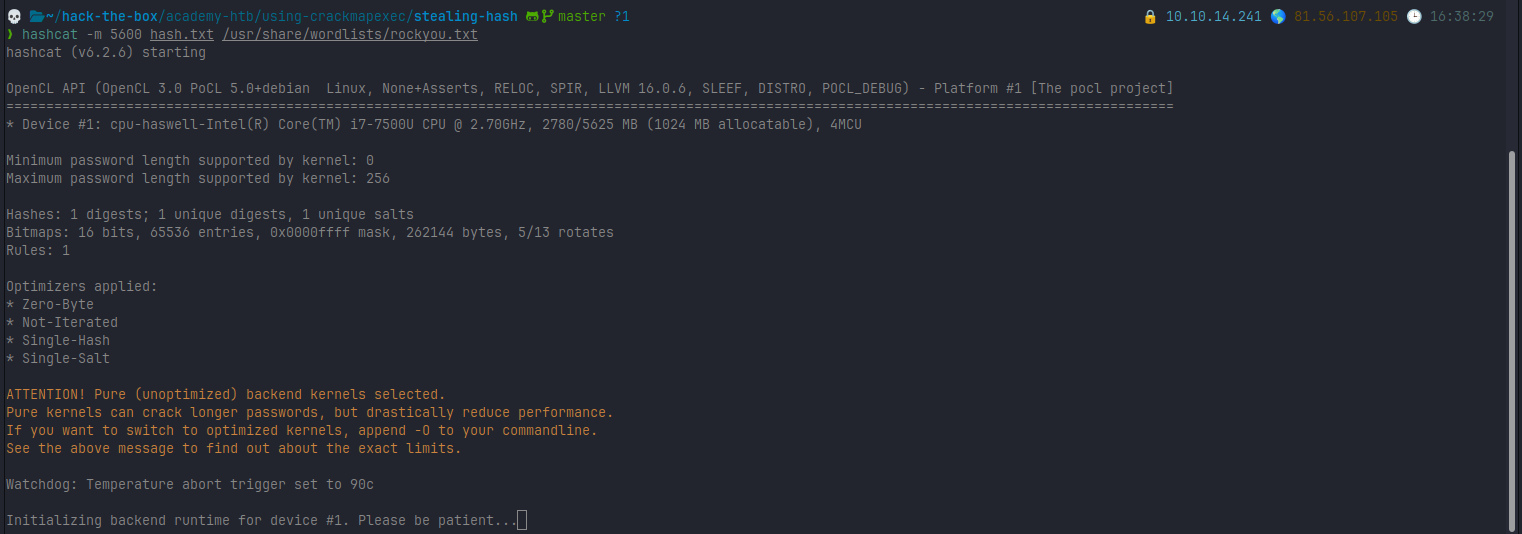 ~/hack-the-box/academy-htb/using-crackmapexec/stealing-hash master ?1 10.10.14.241 81.56.107.105 16:38:29
❯ hashcat -m 5600 hash.txt /usr/share/wordlists/rockyou.txt
hashcat (v6.2.6) starting
OpenCL API (OpenCL 3.0 PoCL 5.0+debian  Linux, None+Asserts, RELOC, SPIR, LLVM 16.0.6, SLEEF, DISTRO, POCL_DEBUG) - Platform #1 [The pocl project]
==================================================================================================================================================
* Device #1: cpu-haswell-Intel(R) Core(TM) i7-7500U CPU @ 2.70GHz, 2780/5625 MB (1024 MB allocatable), 4MCU
Minimum password length supported by kernel: 0
Maximum password length supported by kernel: 256
Hashes: 1 digests; 1 unique digests, 1 unique salts
Bitmaps: 16 bits, 65536 entries, 0x0000ffff mask, 262144 bytes, 5/13 rotates
Rules: 1
Optimizers applied:
* Zero-Byte
* Not-Iterated
* Single-Hash
* Single-Salt
ATTENTION! Pure (unoptimized) backend kernels selected.
Pure kernels can crack longer passwords, but drastically reduce performance.
If you want to switch to optimized kernels, append -O to your commandline.
See the above message to find out about the exact limits.
Watchdog: Temperature abort trigger set to 90c
Initializing backend runtime for device #1. Please be patient...